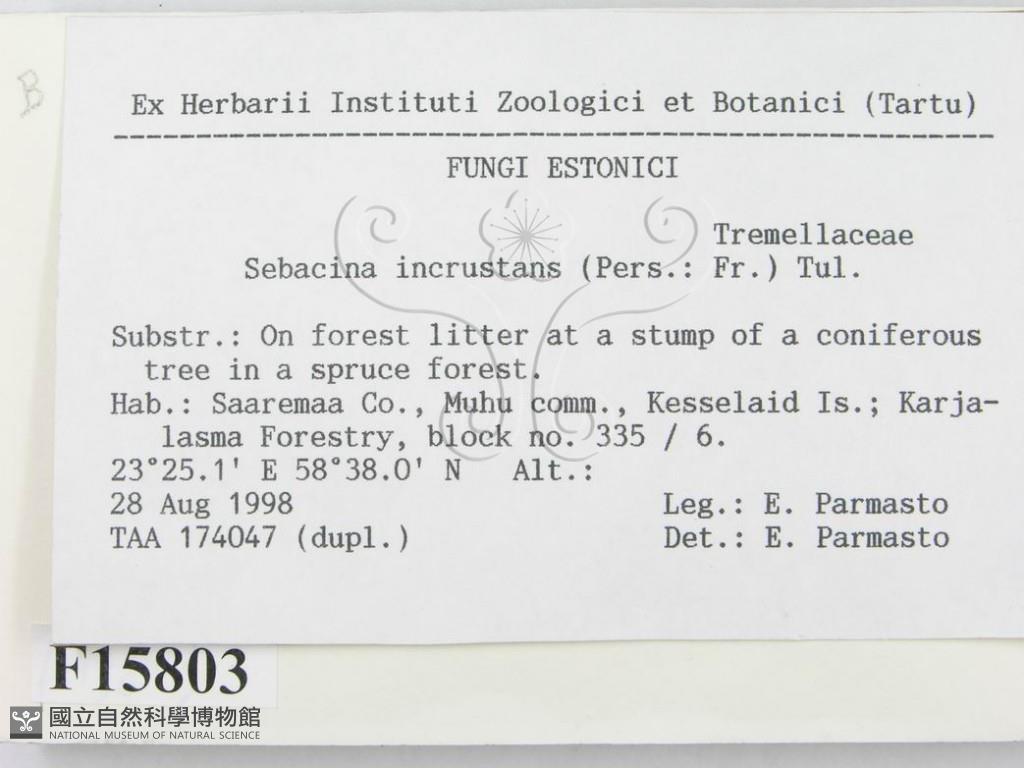 B
Ex Herbarii Instituti Zoologici et Botanici (Tartu)
FUNGI ESTONICI
Tremellaceae
Sebacina incrustans (Pers.: Fr.) Tul.
Substr.: On forest litter at a stump of a coniferous
tree in a spruce forest.
Hab.: Saaremaa Co., Muhu comm., Kesselaid Is.; Karja-
lasma Forestry, block no. 335 / 6.
23°25.1' E 58°38.0' N Alt.:
28 Aug 1998 Leg.: E. Parmasto
TAA 174047 (dupl.) Det.: E. Parmasto
F15803
國立自然科學博物館
NATIONAL MUSEUM OF NATURAL SCIENCE